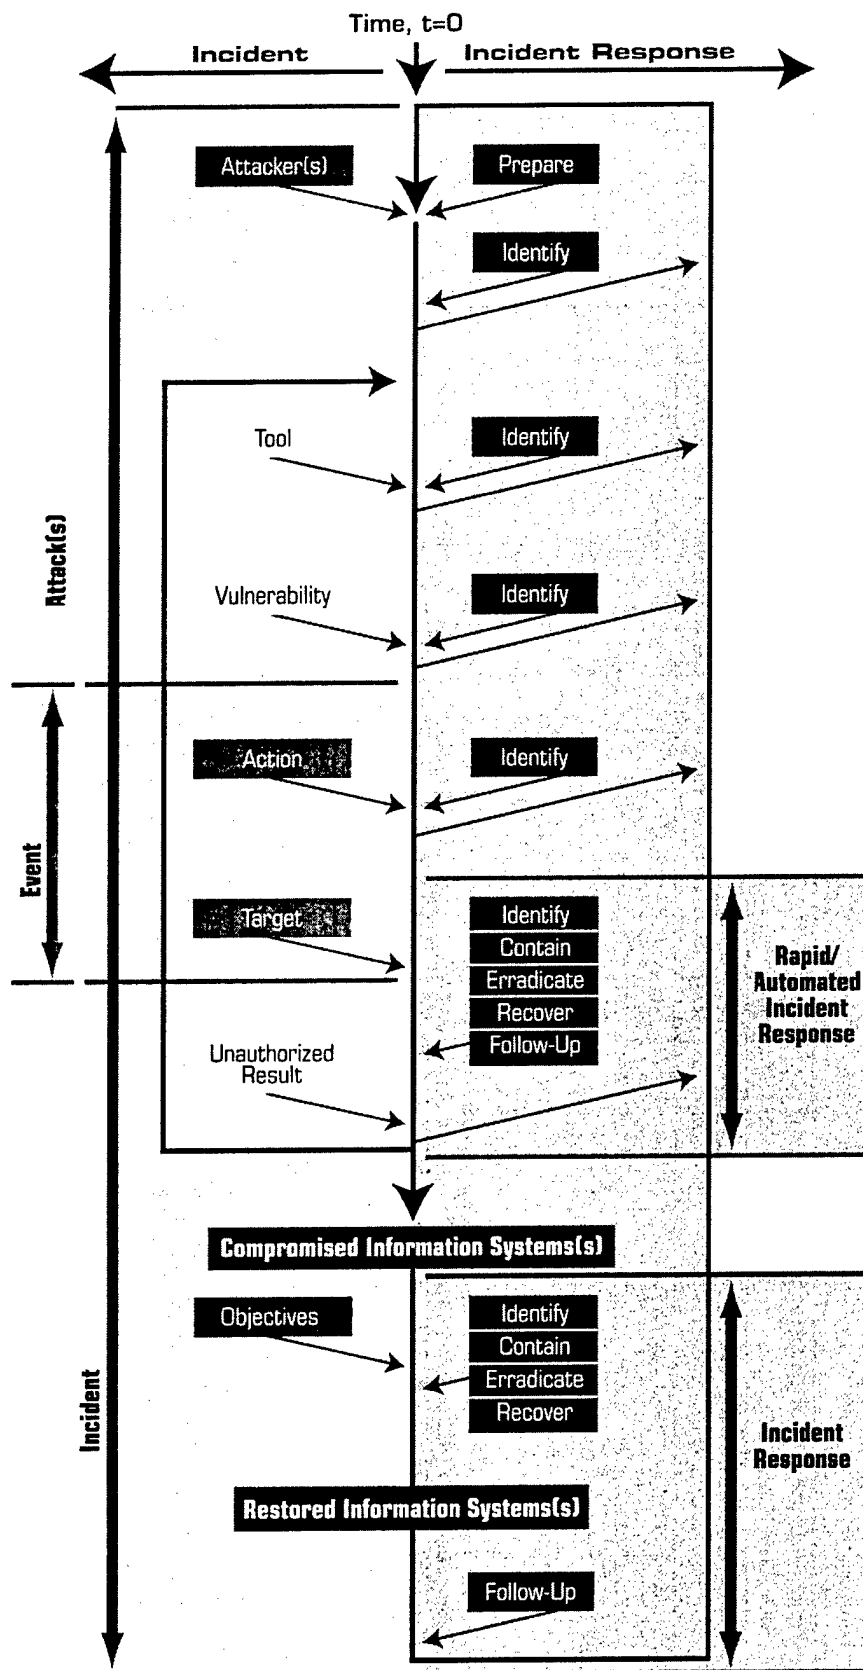 Time, t=0
Incident
Incident Response
Attacker(s)
Prepare
Identify
Tool
Identify
Attack(s)
Vulnerability
Identify
Action
Identify
Event
Target
Identify
Contain
Erradicate
Recover
Follow-Up
Rapid/
Automated
Incident
Response
Unauthorized
Result
Compromised Information Systems(s)
Objectives
Identify
Contain
Erradicate
Recover
Incident
Incident
Response
Restored Information Systems(s)
Follow-Up